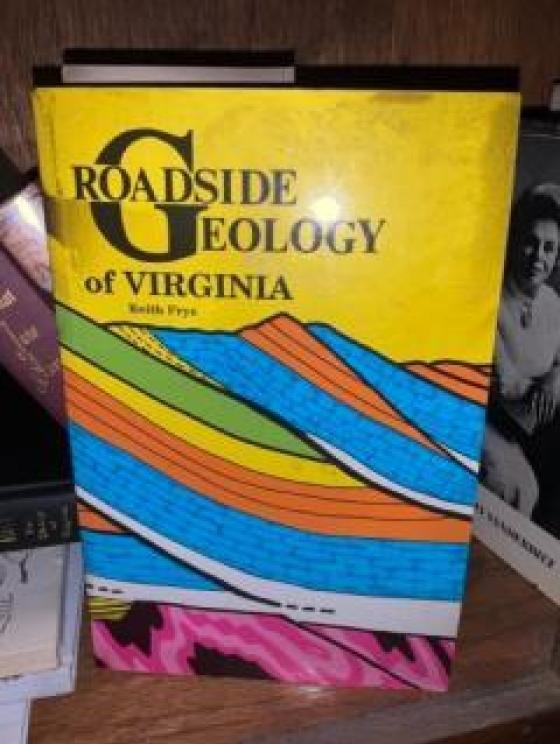 ROADSIDE
GEOLOGY
of VIRGINIA
Keith Frye